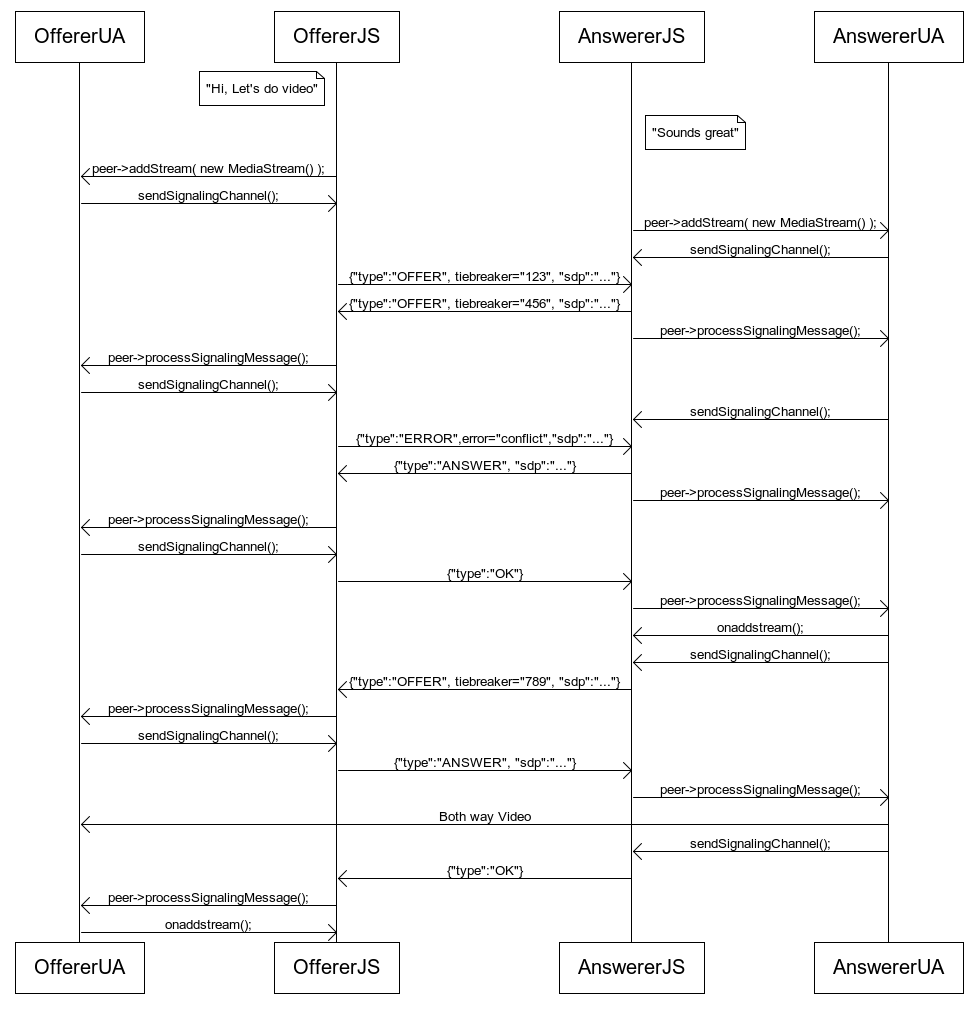 OffererUA
OffererJS
AnswererJS
AnswererUA
"Hi, Let's do video"
"Sounds great"
peer->addStream( new MediaStream() );
sendSignalingChannel();
peer->addStream( new MediaStream() );
sendSignalingChannel();
{"type":"OFFER", tiebreaker="123", "sdp":"..."}
{"type":"OFFER", tiebreaker="456", "sdp":"..."}
peer->processSignalingMessage();
peer->processSignalingMessage();
sendSignalingChannel();
sendSignalingChannel();
{"type":"ERROR",error="conflict","sdp":"..."}
{"type":"ANSWER", "sdp":"..."}
peer->processSignalingMessage();
peer->processSignalingMessage();
sendSignalingChannel();
{"type":"OK"}
peer->processSignalingMessage();
onaddstream();
sendSignalingChannel();
{"type":"OFFER", tiebreaker="789", "sdp":"..."}
peer->processSignalingMessage();
sendSignalingChannel();
{"type":"ANSWER", "sdp":"..."}
peer->processSignalingMessage();
Both way Video
sendSignalingChannel();
{"type":"OK"}
peer->processSignalingMessage();
onaddstream();
OffererUA
OffererJS
AnswererJS
AnswererUA